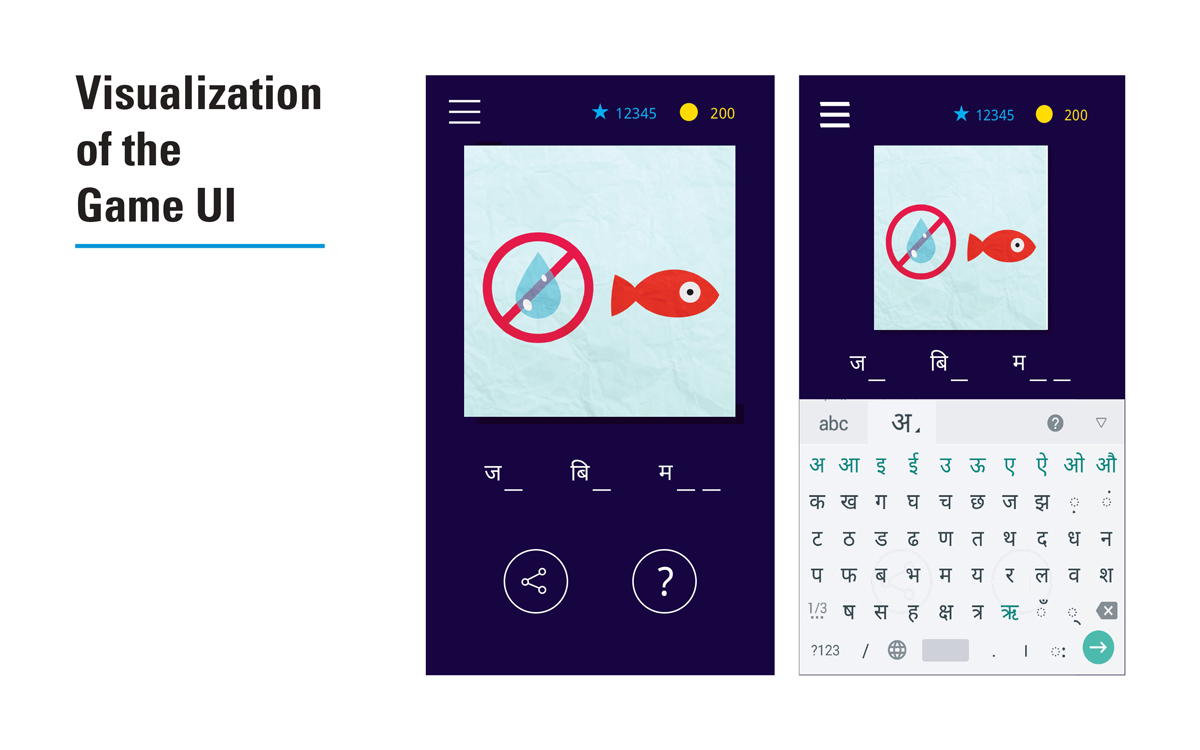 Visualization
of the
Game UI
12345 200
ज_ बि_ म_ _
?
12345 200
ज_ बि_ म_ _
abc अ ?
अ आ इ ई उ ऊ ए ऐ ओ औ
क ख ग घ च छ ज झ ़ ं
ट ठ ड ढ ण त थ द ध न
प फ ब भ म य र ल व श
1/3 ष स ह क्ष त्र ऋ ँ ्
?123 / . । ः